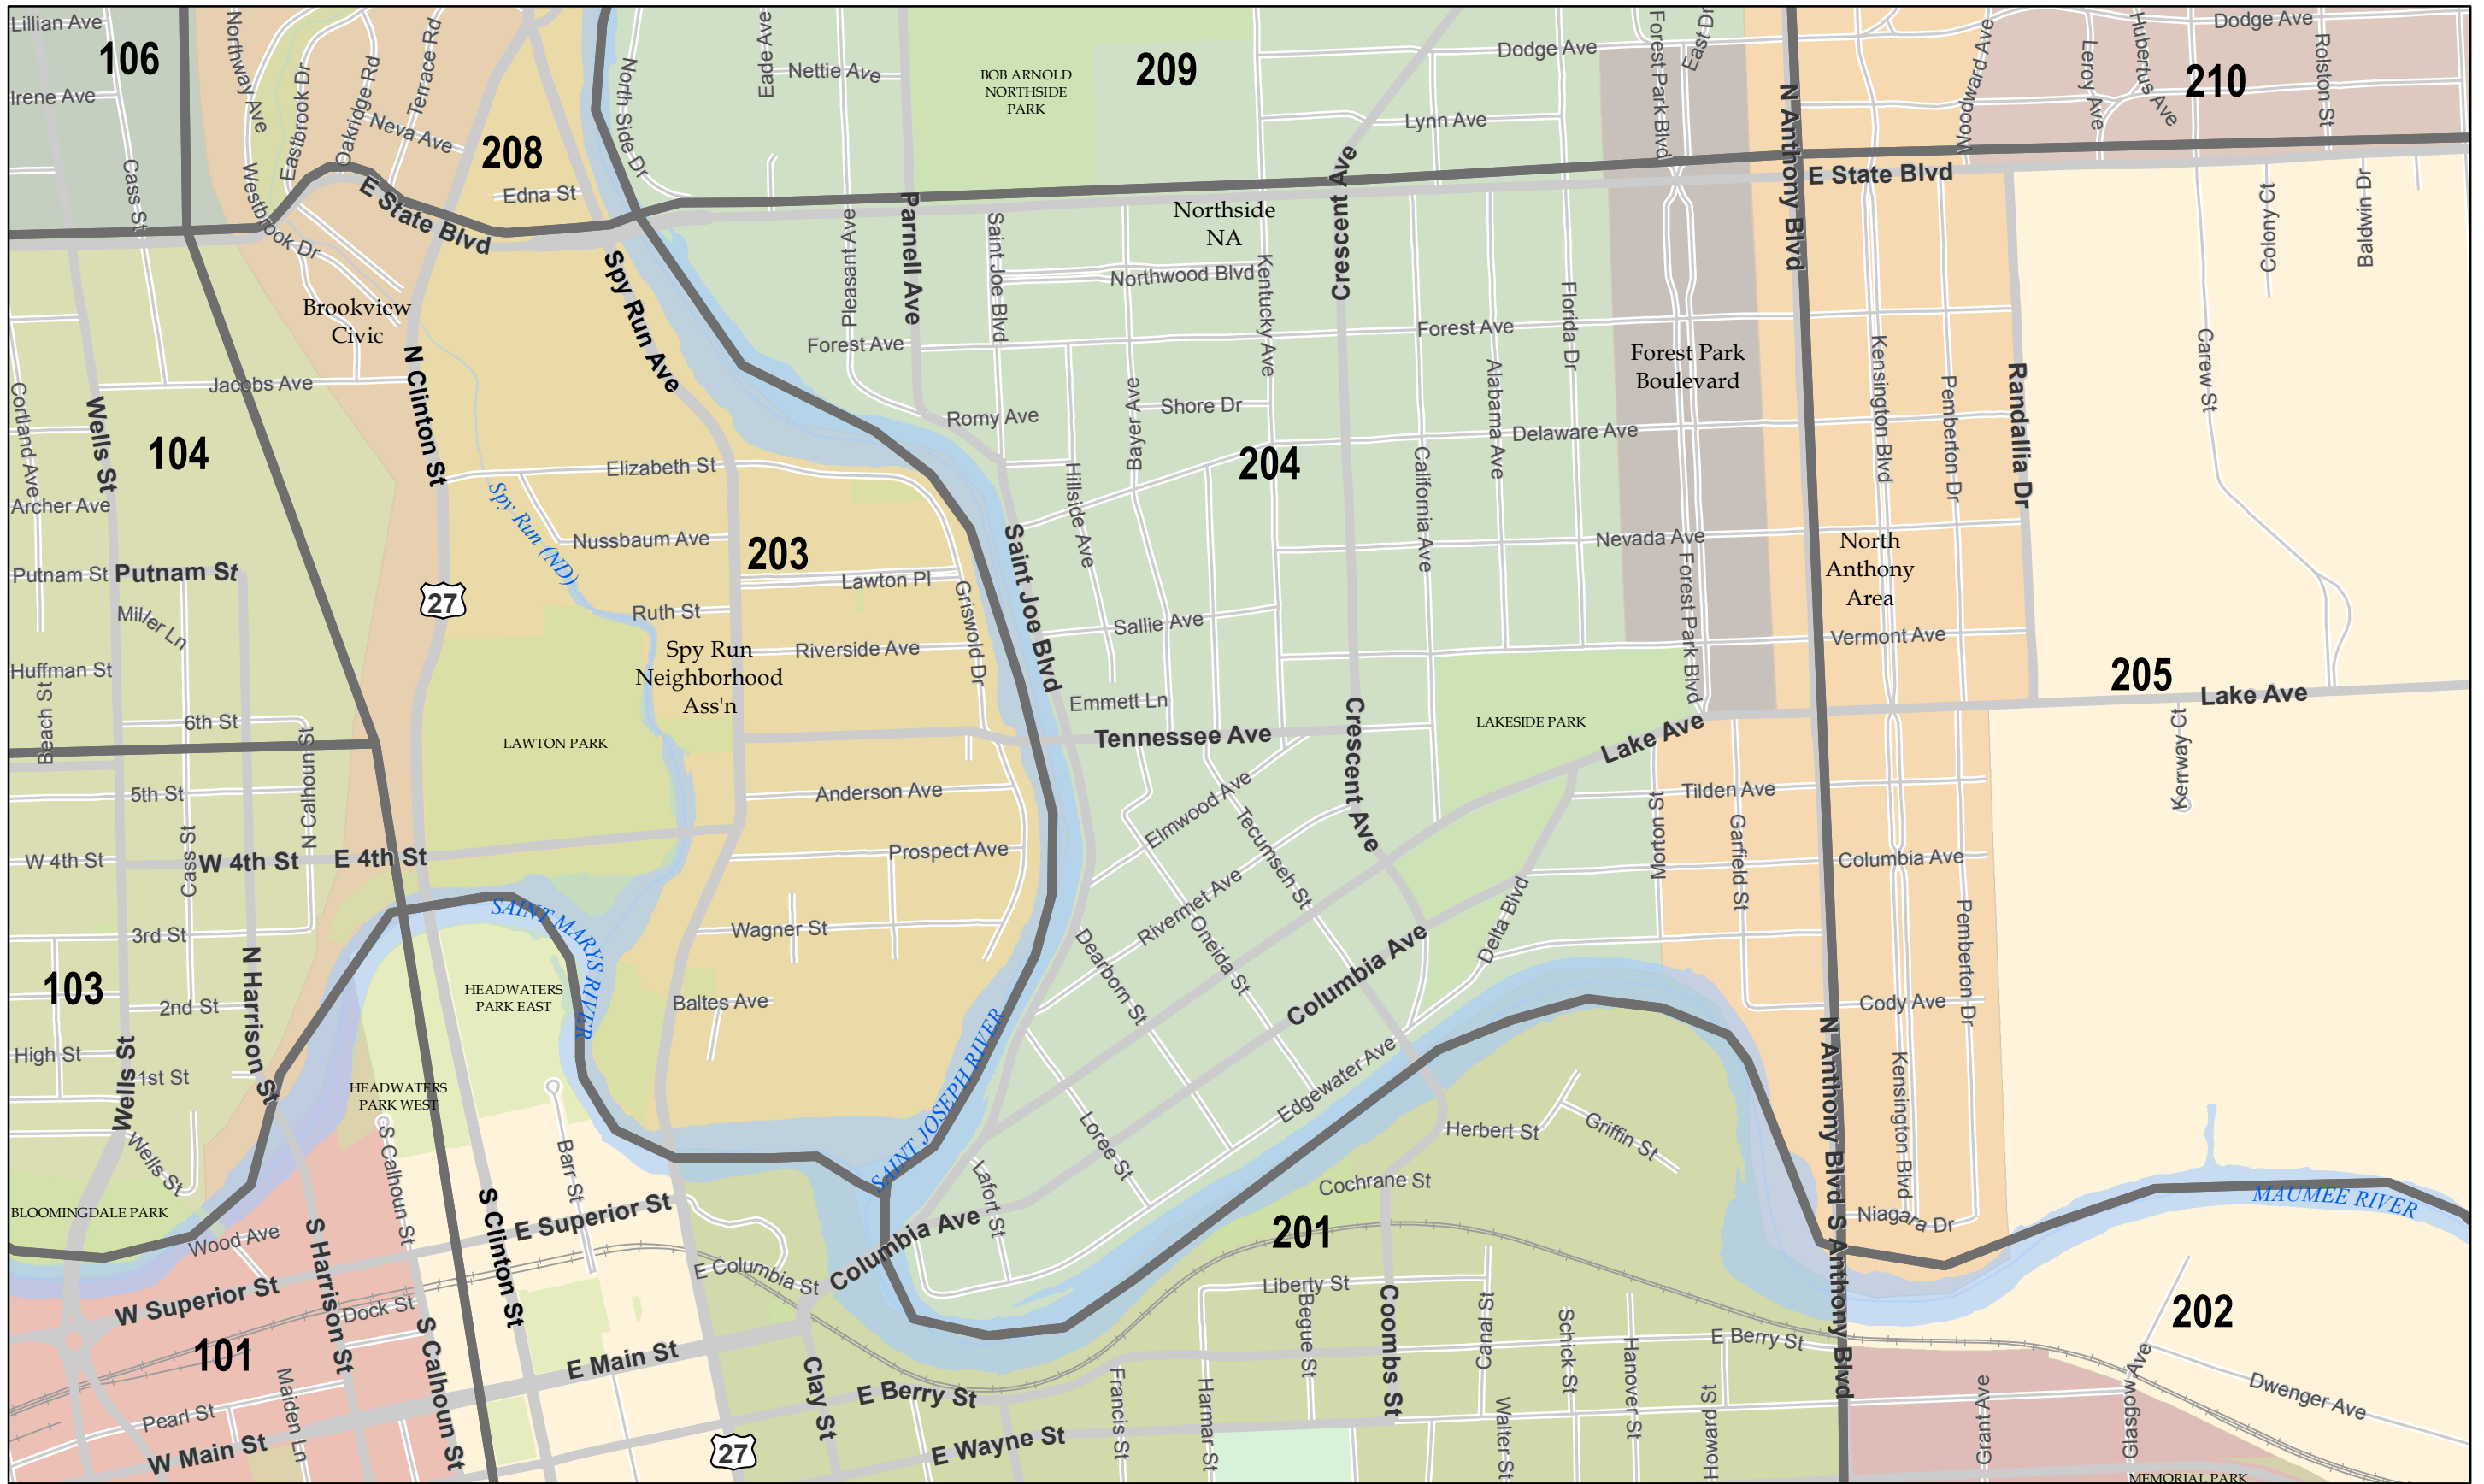 Lillian Ave
106
Irene Ave
Cass St
Northway Ave
Eastbrook Dr
Oakridge Rd
Terrace Rd
Neva Ave
208
Edna St
Westbrook Dr
E State Blvd
North Side Dr
Eade Ave
Nettie Ave
BOB ARNOLD
NORTHSIDE
PARK
209
Dodge Ave
Lynn Ave
Forest Park Blvd
East Dr
N Anthony Blvd
Woodward Ave
Leroy Ave
Hubertus Ave
Dodge Ave
210
Rolston St
E State Blvd
Colony Ct
Baldwin Dr
Carew St
Brookview
Civic
Jacobs Ave
N Clinton St
Spy Run Ave
Pleasant Ave
Parnell Ave
Saint Joe Blvd
Northside
NA
Northwood Blvd
Kentucky Ave
Crescent Ave
Forest Ave
Forest Ave
Florida Dr
Alabama Ave
Forest Park
Boulevard
Kensington Blvd
Pemberton Dr
Randallia Dr
Cortland Ave
Wells St
104
Archer Ave
Putnam St
Putnam St
Miller Ln
Huffman St
Beach St
6th St
5th St
N Calhoun St
Cass St
W 4th St
W 4th St
E 4th St
3rd St
103
2nd St
N Harrison St
High St
1st St
Wells St
Wells St
BLOOMINGDALE PARK
27
Elizabeth St
Spy Run (ND)
Nussbaum Ave
203
Lawton Pl
Ruth St
Riverside Ave
Griswold Dr
Spy Run
Neighborhood
Ass'n
LAWTON PARK
Anderson Ave
Prospect Ave
Wagner St
Baltes Ave
SAINT MARYS RIVER
HEADWATERS
PARK EAST
HEADWATERS
PARK WEST
SAINT JOSEPH RIVER
Romy Ave
Shore Dr
Bayer Ave
Hillside Ave
204
Delaware Ave
California Ave
Nevada Ave
Forest Park Blvd
Saint Joe Blvd
Sallie Ave
Emmett Ln
Tennessee Ave
Crescent Ave
LAKESIDE PARK
Lake Ave
North
Anthony
Area
Vermont Ave
205
Lake Ave
Kerrway Ct
Elmwood Ave
Tecumseh St
Rivermet Ave
Oneida St
Dearborn St
Columbia Ave
Delta Blvd
Morton St
Tilden Ave
Garfield St
Columbia Ave
Pemberton Dr
Cody Ave
N Anthony Blvd
Kensington Blvd
Niagara Dr
MAUMEE RIVER
Edgewater Ave
Loree St
Lafort St
Columbia Ave
Herbert St
Griffin St
Cochrane St
201
Liberty St
Begue St
Coombs St
Canal St
Schick St
Hanover St
E Berry St
S Anthony Blvd
202
Glasgow Ave
Dwenger Ave
Grant Ave
MEMORIAL PARK
Wood Ave
W Superior St
S Harrison St
S Calhoun St
Dock St
101
Maiden Ln
Pearl St
W Main St
S Calhoun St
S Clinton St
Barr St
E Superior St
E Columbia St
E Main St
27
Clay St
E Berry St
E Wayne St
Francis St
Harmar St
Walter St
Howard St